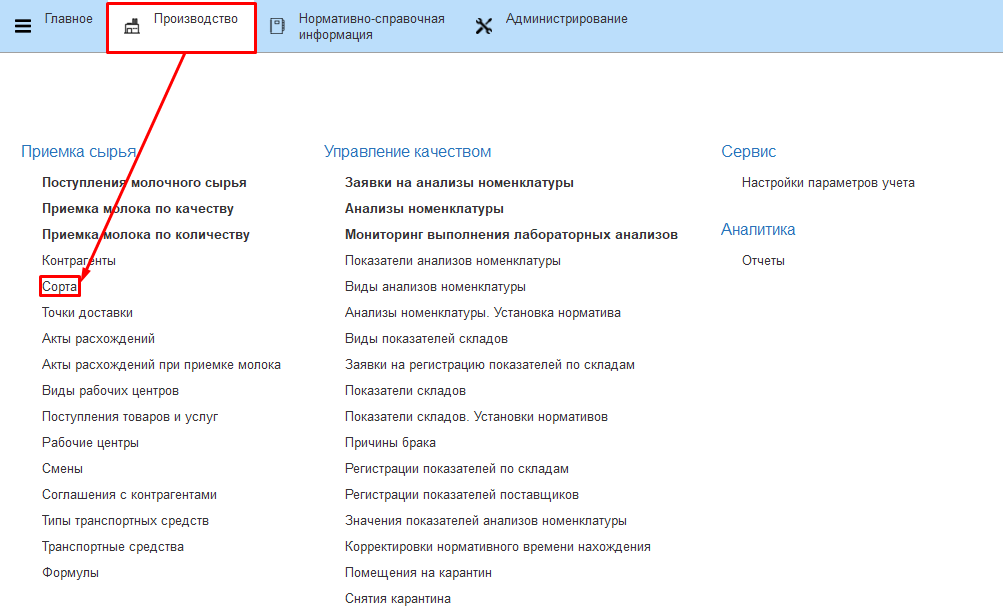 Главное
Производство
Нормативно-справочная
информация
Администрирование
Приемка сырья
Поступления молочного сырья
Приемка молока по качеству
Приемка молока по количеству
Контрагенты
Сорта
Точки доставки
Акты расхождений
Акты расхождений при приемке молока
Виды рабочих центров
Поступления товаров и услуг
Рабочие центры
Смены
Соглашения с контрагентами
Типы транспортных средств
Транспортные средства
Формулы
Управление качеством
Заявки на анализы номенклатуры
Анализы номенклатуры
Мониторинг выполнения лабораторных анализов
Показатели анализов номенклатуры
Виды анализов номенклатуры
Анализы номенклатуры. Установка норматива
Виды показателей складов
Заявки на регистрацию показателей по складам
Показатели складов
Показатели складов. Установки нормативов
Причины брака
Регистрации показателей по складам
Регистрации показателей поставщиков
Значения показателей анализов номенклатуры
Корректировки нормативного времени нахождения
Помещения на карантин
Снятия карантина
Сервис
Настройки параметров учета
Аналитика
Отчеты